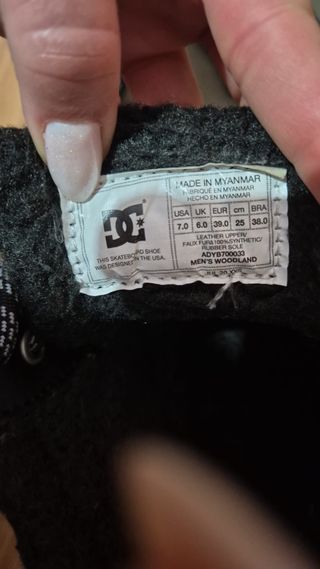 MADE IN MYANMAR
FABRIQUÉ EN MYANMAR
HECHO EN MYANMAR
USA UK EUR cm BRA
7.0 6.0 39.0 25 38.0
LEATHER UPPER/
FAUX FUR&100%SYNTHETIC/
RUBBER SOLE
ADYB700033
MEN'S WOODLAND
DC
THIS SKATEBOARD SHOE
WAS DESIGNED IN THE USA.